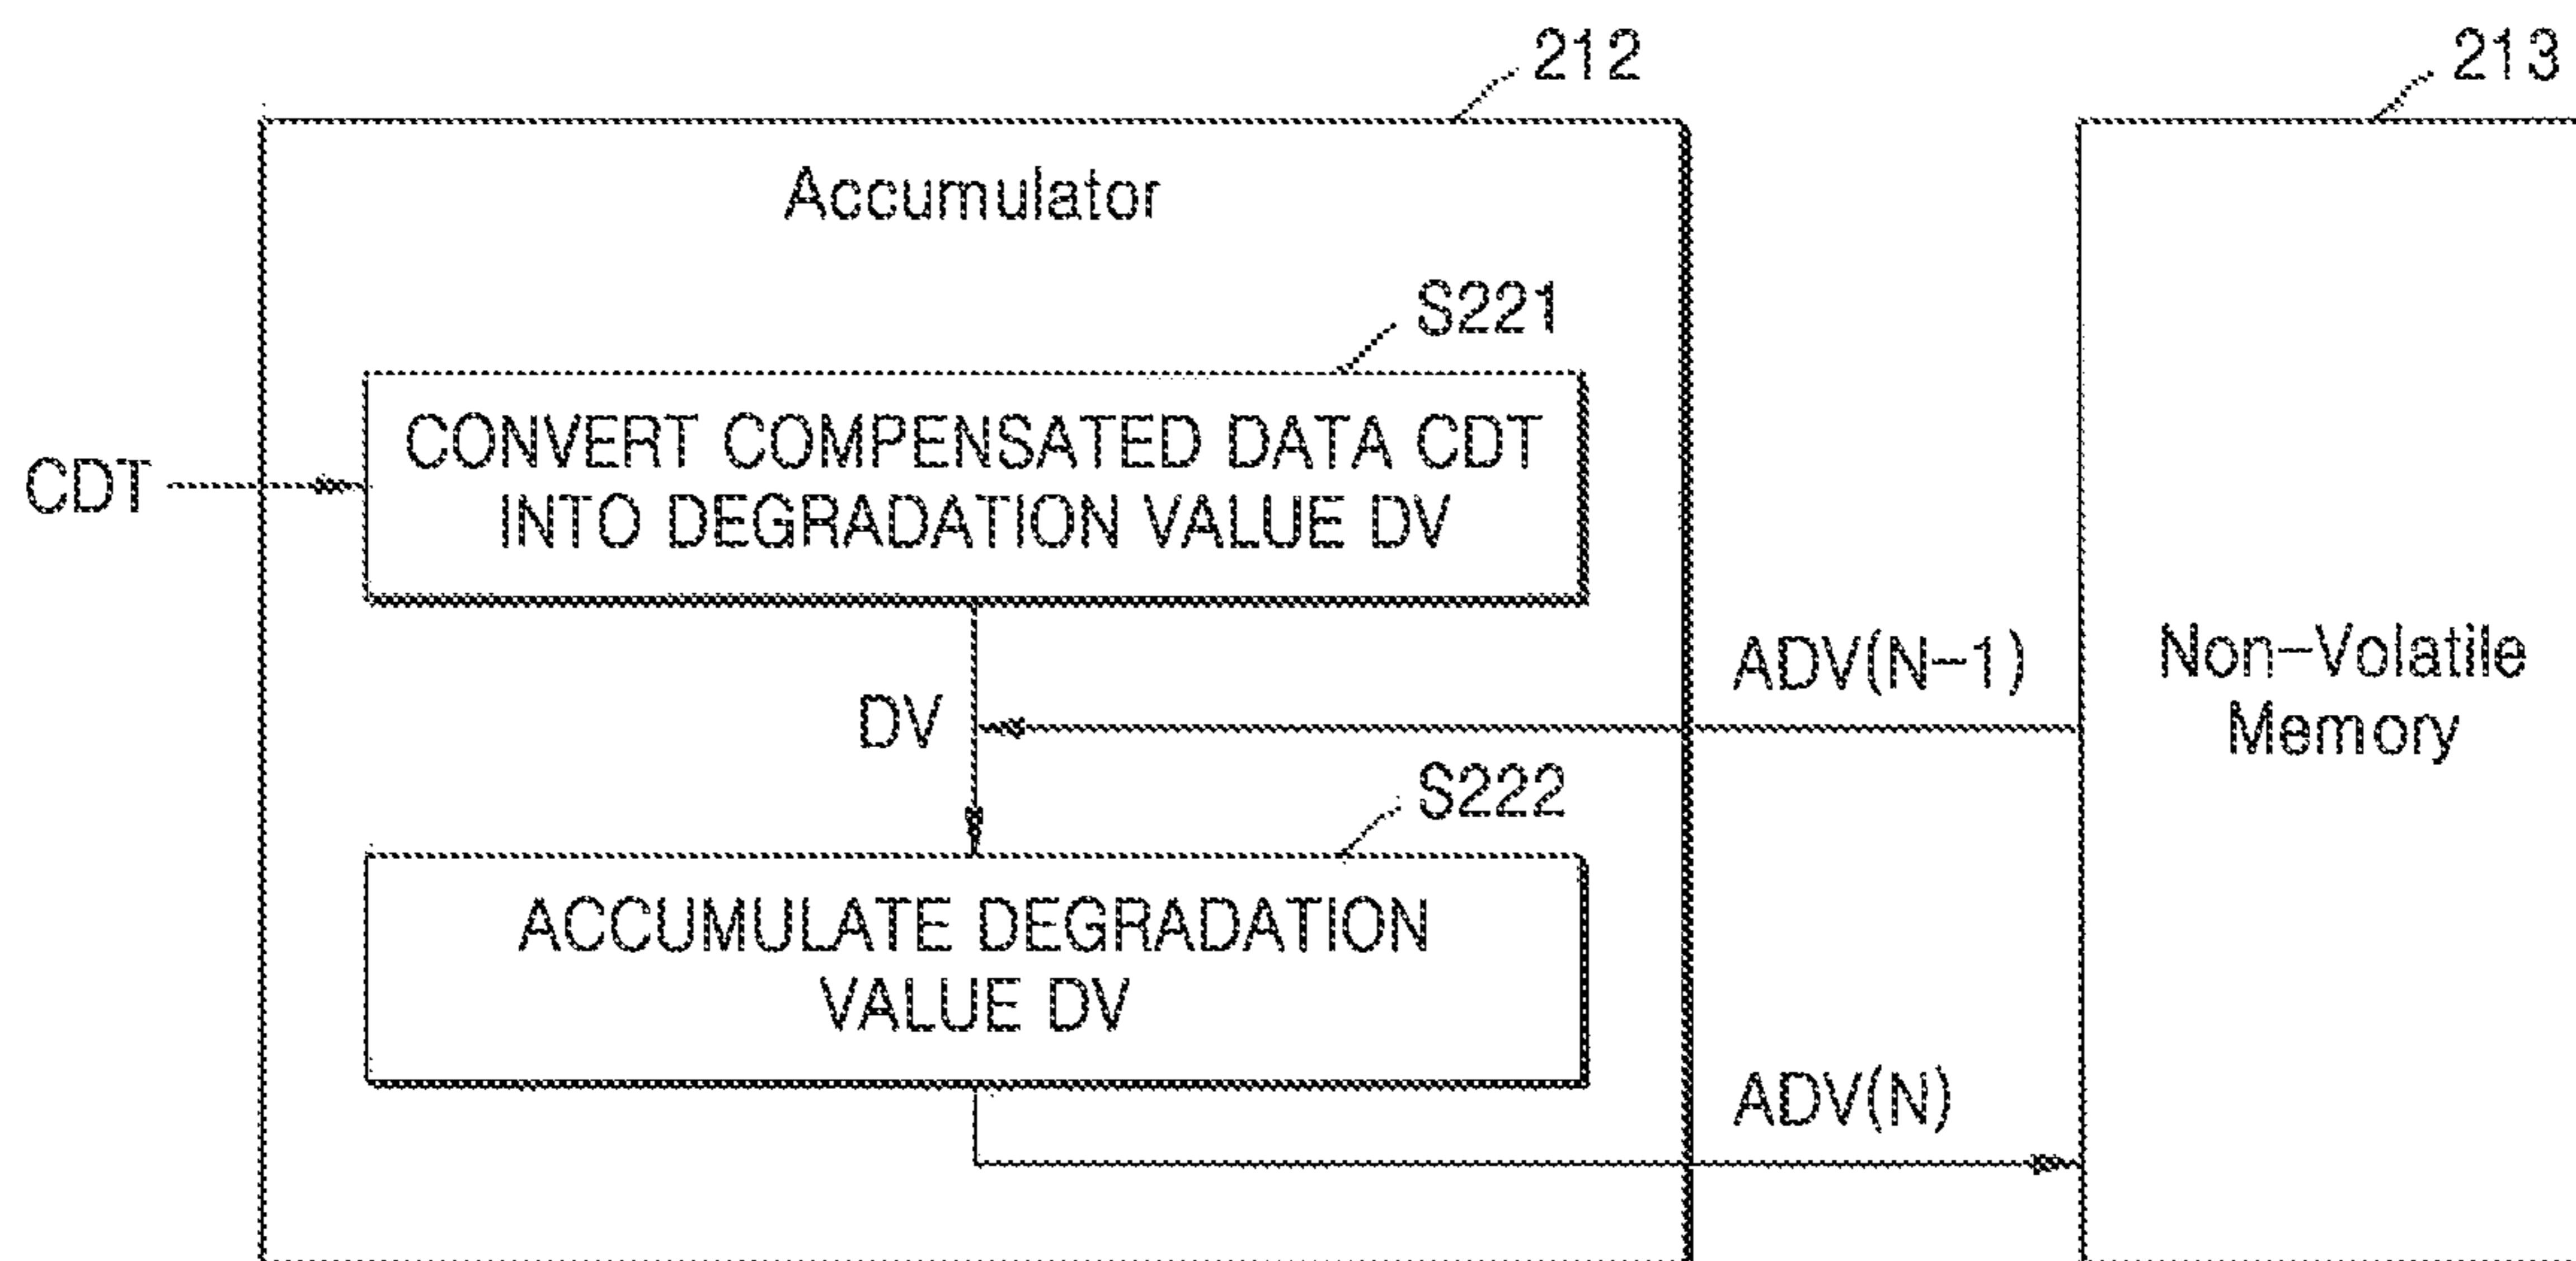 212
213
Accumulator
S221
CONVERT COMPENSATED DATA CDT
INTO DEGRADATION VALUE DV
CDT
ADV(N-1)
Non-Volatile
Memory
DV
S222
ACCUMULATE DEGRADATION
VALUE DV
ADV(N)